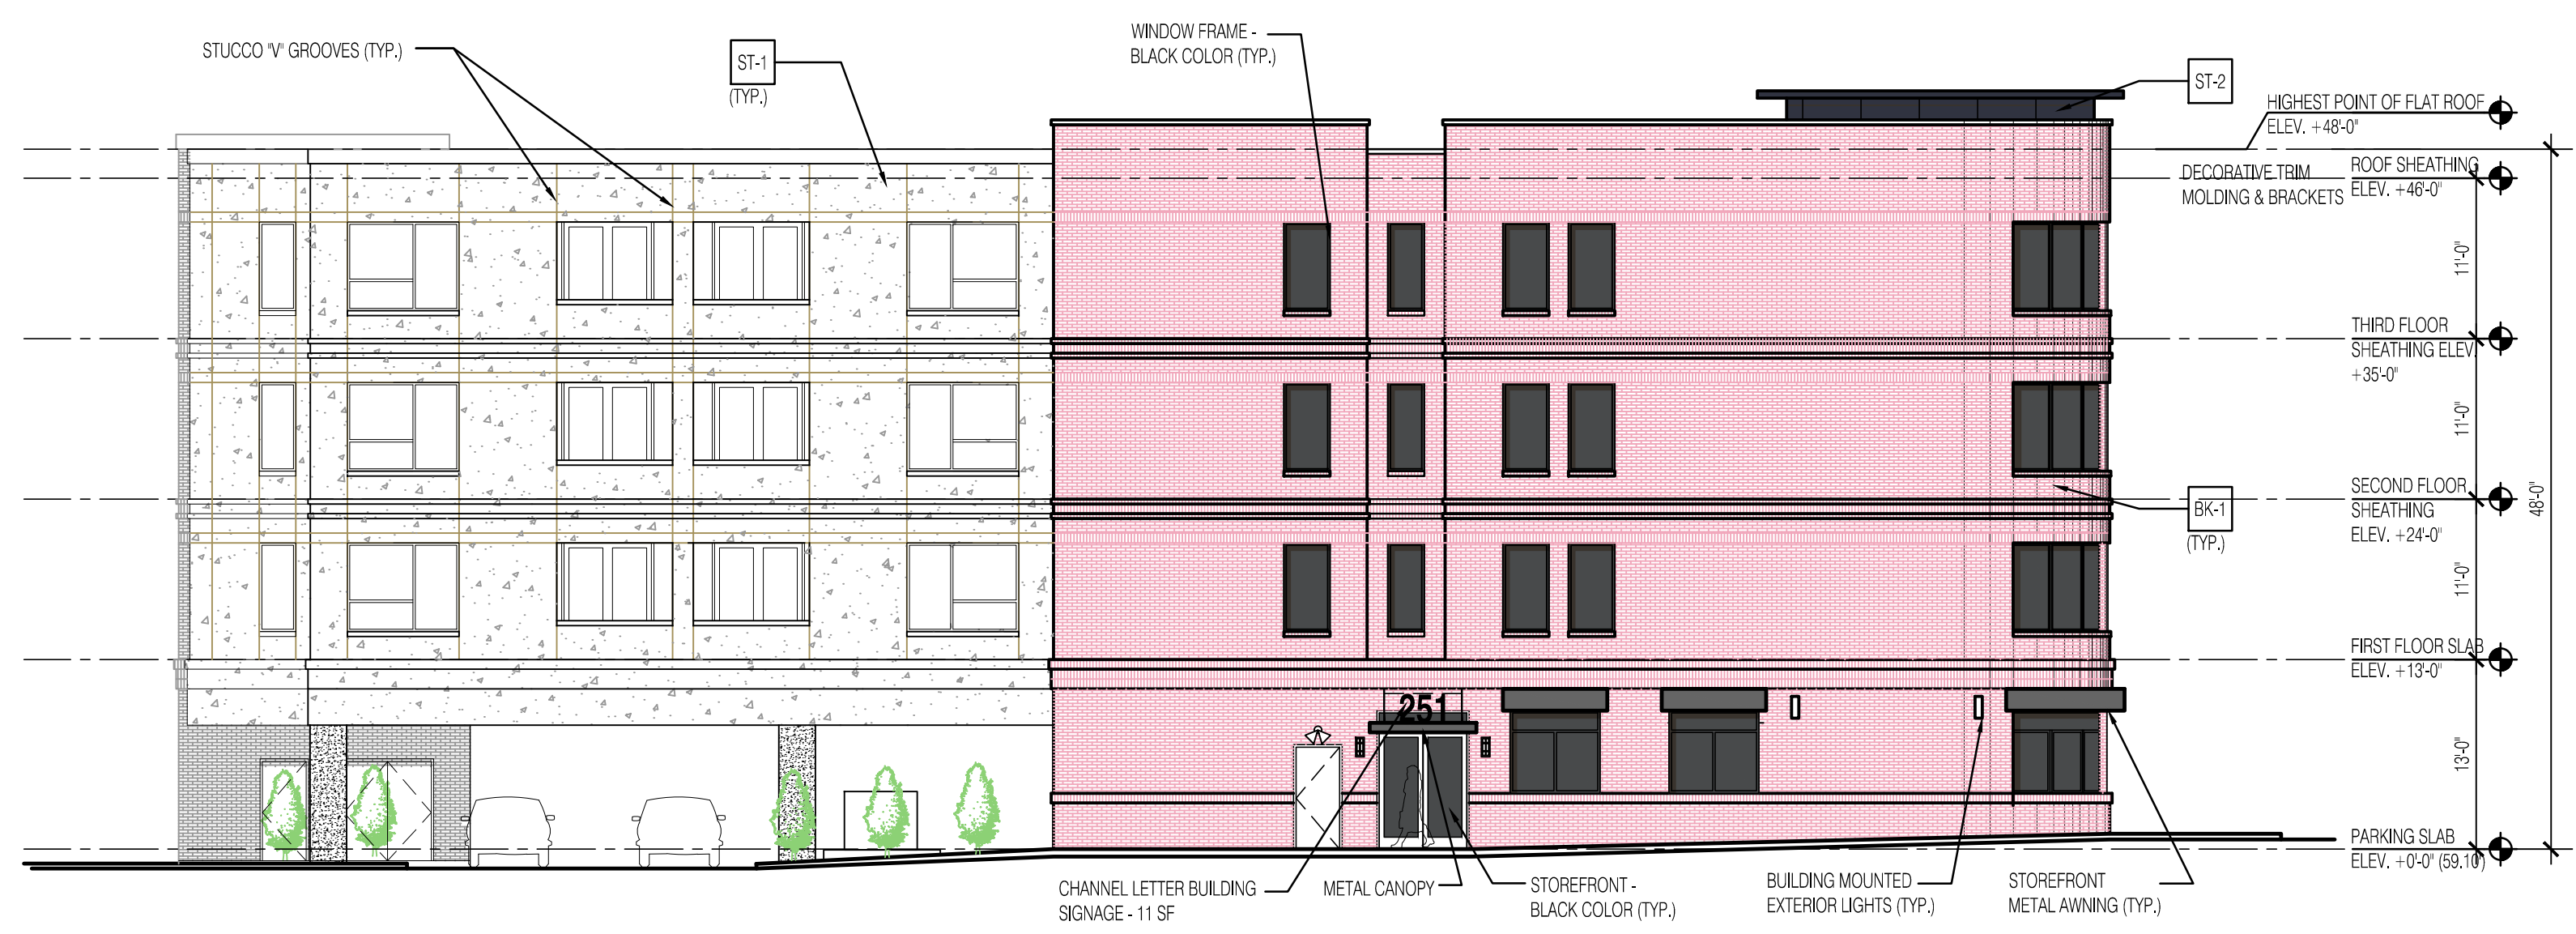 STUCCO "V" GROOVES (TYP.)
ST-1
(TYP.)
WINDOW FRAME -
BLACK COLOR (TYP.)
ST-2
HIGHEST POINT OF FLAT ROOF
ELEV. +48'-0"
DECORATIVE TRIM
MOLDING & BRACKETS
ROOF SHEATHING
ELEV. +46'-0"
11'-0"
THIRD FLOOR
SHEATHING ELEV.
+35'-0"
11'-0"
SECOND FLOOR
SHEATHING
ELEV. +24'-0"
BK-1
(TYP.)
48'-0"
11'-0"
FIRST FLOOR SLAB
ELEV. +13'-0"
251
13'-0"
PARKING SLAB
ELEV. +0'-0" (59.10')
CHANNEL LETTER BUILDING
SIGNAGE - 11 SF
METAL CANOPY
STOREFRONT -
BLACK COLOR (TYP.)
BUILDING MOUNTED
EXTERIOR LIGHTS (TYP.)
STOREFRONT
METAL AWNING (TYP.)